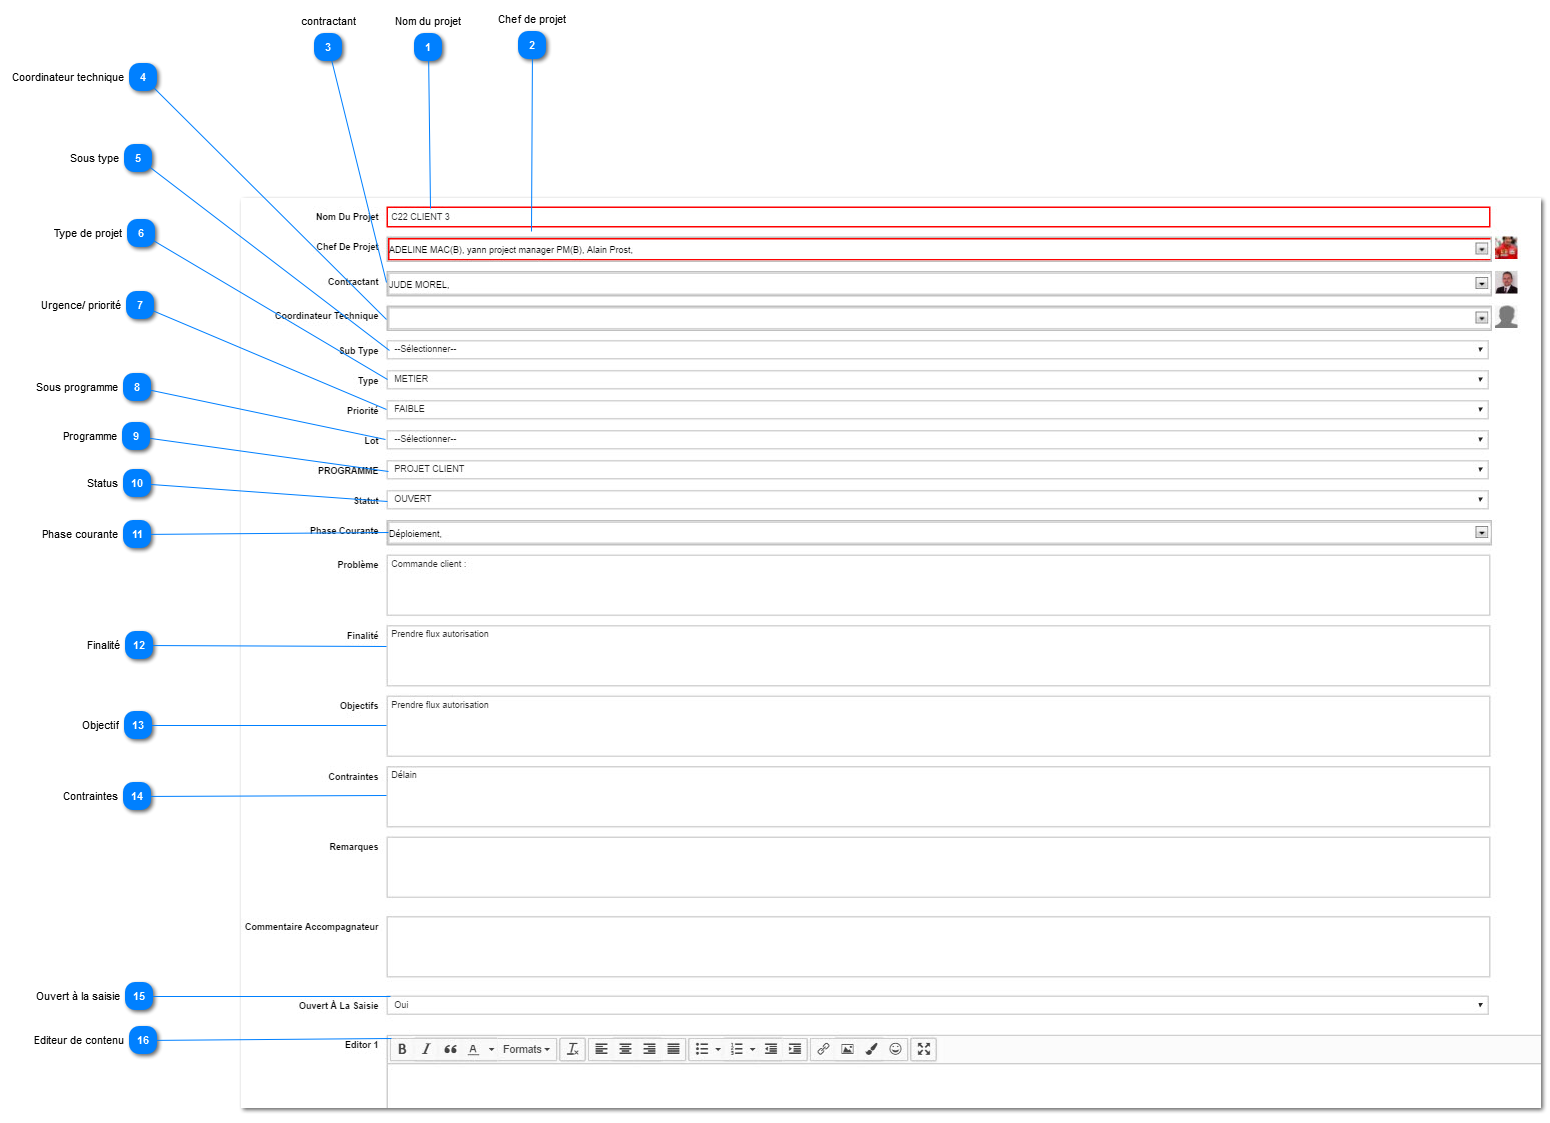 contractant
Nom du projet
Chef de projet
3
1
2
Coordinateur technique 4
Sous type 5
Type de projet 6
Urgence/ priorité 7
Sous programme 8
Programme 9
Status 10
Phase courante 11
Finalité 12
Objectif 13
Contraintes 14
Ouvert à la saisie 15
Editeur de contenu 16
Nom Du Projet C22 CLIENT 3
Chef De Projet ADELINE MAC(B), yann project manager PM(B), Alain Prost,
Contractant JUDE MOREL,
Coordinateur Technique
Sub Type --Sélectionner--
Type METIER
Priorité FAIBLE
Lot --Sélectionner--
PROGRAMME PROJET CLIENT
Statut OUVERT
Phase Courante Déploiement,
Problème Commande client :
Finalité Prendre flux autorisation
Objectifs Prendre flux autorisation
Contraintes Délain
Remarques
Commentaire Accompagnateur
Ouvert À La Saisie Oui
Editor 1 B I A Formats